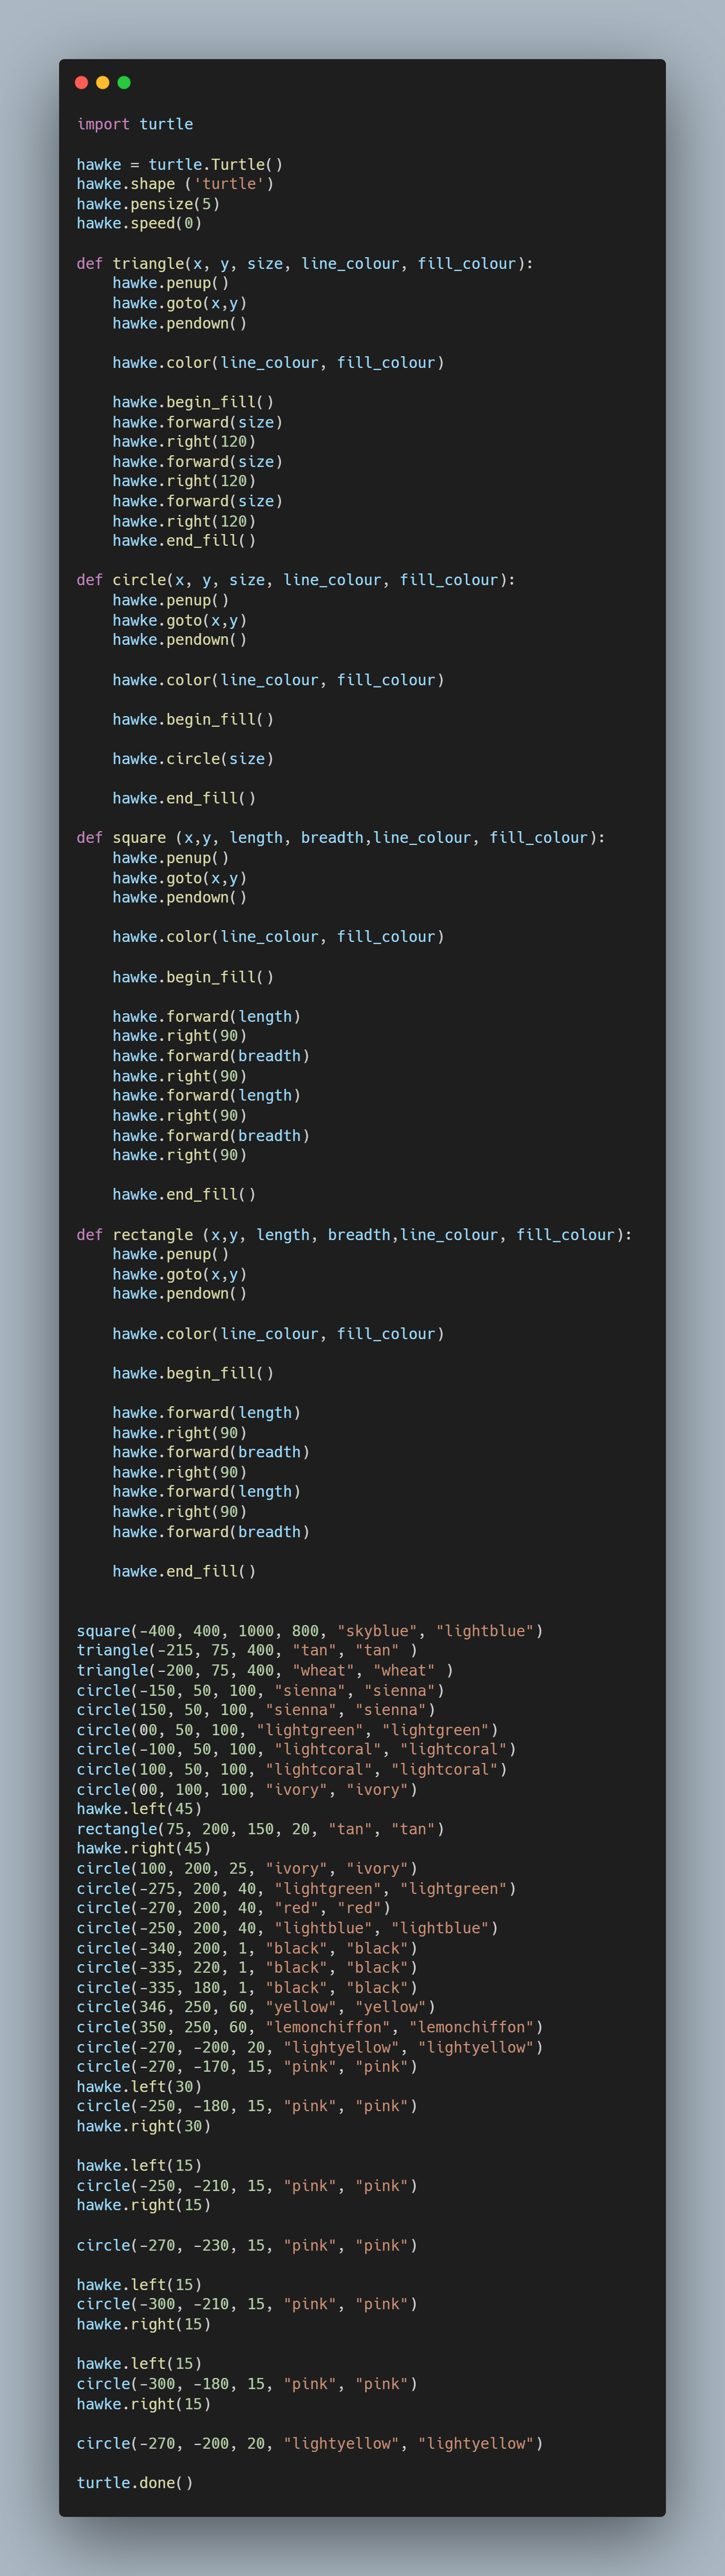 import turtle

hawke = turtle.Turtle()
hawke.shape ('turtle')
hawke.pensize(5)
hawke.speed(0)

def triangle(x, y, size, line_colour, fill_colour):
    hawke.penup()
    hawke.goto(x,y)
    hawke.pendown()

    hawke.color(line_colour, fill_colour)

    hawke.begin_fill()
    hawke.forward(size)
    hawke.right(120)
    hawke.forward(size)
    hawke.right(120)
    hawke.forward(size)
    hawke.right(120)
    hawke.end_fill()

def circle(x, y, size, line_colour, fill_colour):
    hawke.penup()
    hawke.goto(x,y)
    hawke.pendown()

    hawke.color(line_colour, fill_colour)

    hawke.begin_fill()

    hawke.circle(size)

    hawke.end_fill()

def square (x,y, length, breadth,line_colour, fill_colour):
    hawke.penup()
    hawke.goto(x,y)
    hawke.pendown()

    hawke.color(line_colour, fill_colour)

    hawke.begin_fill()

    hawke.forward(length)
    hawke.right(90)
    hawke.forward(breadth)
    hawke.right(90)
    hawke.forward(length)
    hawke.right(90)
    hawke.forward(breadth)
    hawke.right(90)

    hawke.end_fill()

def rectangle (x,y, length, breadth,line_colour, fill_colour):
    hawke.penup()
    hawke.goto(x,y)
    hawke.pendown()

    hawke.color(line_colour, fill_colour)

    hawke.begin_fill()

    hawke.forward(length)
    hawke.right(90)
    hawke.forward(breadth)
    hawke.right(90)
    hawke.forward(length)
    hawke.right(90)
    hawke.forward(breadth)

    hawke.end_fill()


square(-400, 400, 1000, 800, "skyblue", "lightblue")
triangle(-215, 75, 400, "tan", "tan" )
triangle(-200, 75, 400, "wheat", "wheat" )
circle(-150, 50, 100, "sienna", "sienna")
circle(150, 50, 100, "sienna", "sienna")
circle(00, 50, 100, "lightgreen", "lightgreen")
circle(-100, 50, 100, "lightcoral", "lightcoral")
circle(100, 50, 100, "lightcoral", "lightcoral")
circle(00, 100, 100, "ivory", "ivory")
hawke.left(45)
rectangle(75, 200, 150, 20, "tan", "tan")
hawke.right(45)
circle(100, 200, 25, "ivory", "ivory")
circle(-275, 200, 40, "lightgreen", "lightgreen")
circle(-270, 200, 40, "red", "red")
circle(-250, 200, 40, "lightblue", "lightblue")
circle(-340, 200, 1, "black", "black")
circle(-335, 220, 1, "black", "black")
circle(-335, 180, 1, "black", "black")
circle(346, 250, 60, "yellow", "yellow")
circle(350, 250, 60, "lemonchiffon", "lemonchiffon")
circle(-270, -200, 20, "lightyellow", "lightyellow")
circle(-270, -170, 15, "pink", "pink")
hawke.left(30)
circle(-250, -180, 15, "pink", "pink")
hawke.right(30)

hawke.left(15)
circle(-250, -210, 15, "pink", "pink")
hawke.right(15)

circle(-270, -230, 15, "pink", "pink")

hawke.left(15)
circle(-300, -210, 15, "pink", "pink")
hawke.right(15)

hawke.left(15)
circle(-300, -180, 15, "pink", "pink")
hawke.right(15)

circle(-270, -200, 20, "lightyellow", "lightyellow")

turtle.done()